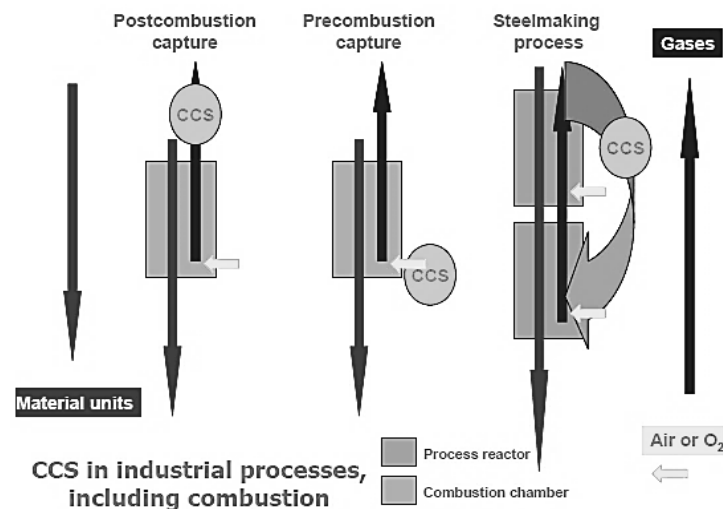 Postcombustion
capture
Precombustion
capture
Steelmaking
process
Gases
CCS
CCS
CCS
Material units
Air or O₂
CCS in industrial processes,
including combustion
Process reactor
Combustion chamber